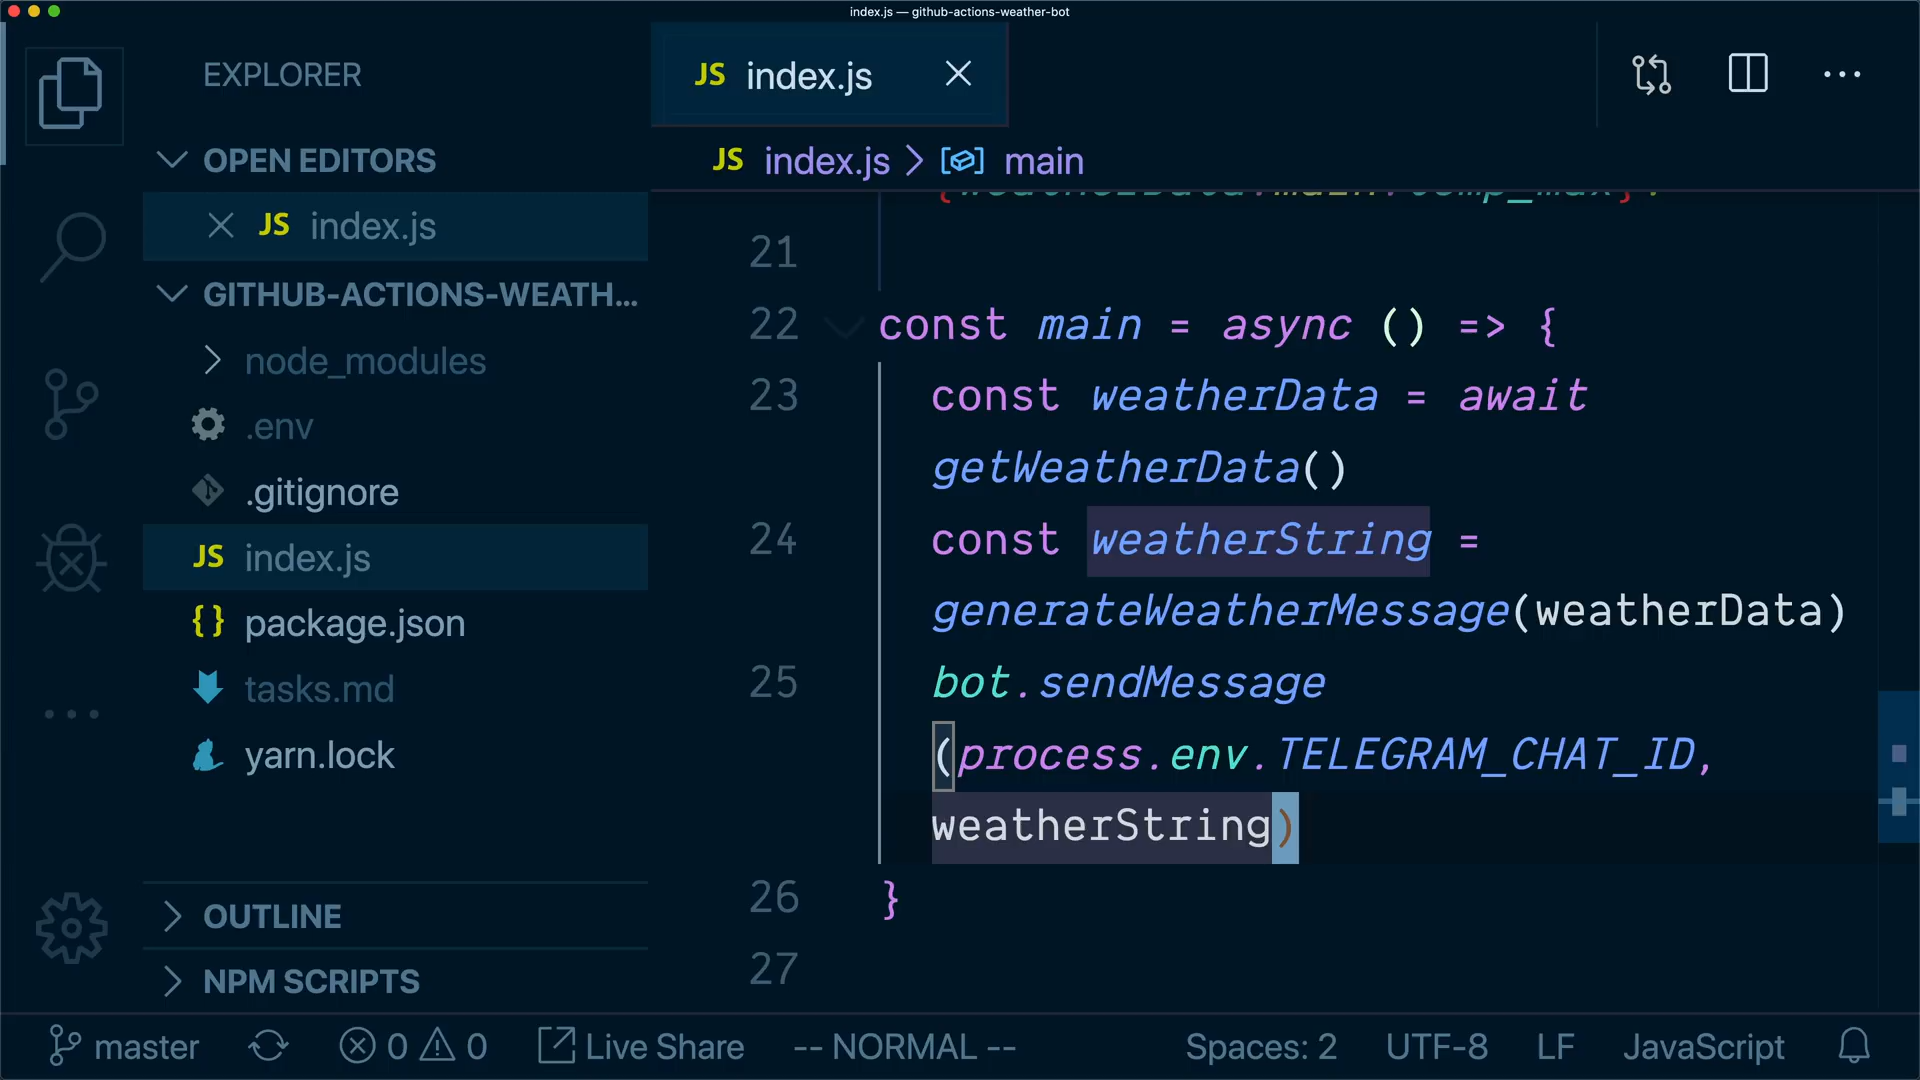 index.js — github-actions-weather-bot
EXPLORER
OPEN EDITORS
JS index.js
GITHUB-ACTIONS-WEATH...
node_modules
.env
.gitignore
JS index.js
{} package.json
tasks.md
yarn.lock
OUTLINE
NPM SCRIPTS
JS index.js
JS index.js > main
{weatherData.main.temp_max}.
21
22 const main = async () => {
23 const weatherData = await
getWeatherData()
24 const weatherString =
generateWeatherMessage(weatherData)
25 bot.sendMessage
(process.env.TELEGRAM_CHAT_ID,
weatherString)
26 }
27
master 0 0 Live Share -- NORMAL -- Spaces: 2 UTF-8 LF JavaScript